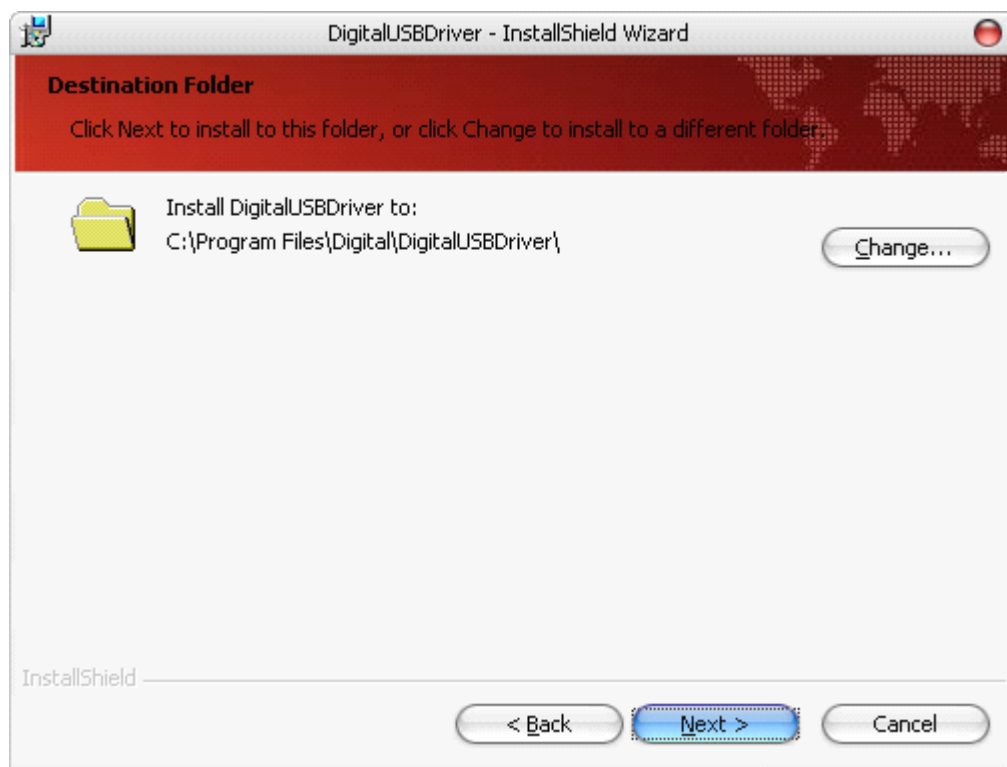 DigitalUSBDriver - InstallShield Wizard
Destination Folder
Click Next to install to this folder, or click Change to install to a different folder.
Install DigitalUSBDriver to:
C:\Program Files\Digital\DigitalUSBDriver\
Change...
InstallShield
< Back
Next >
Cancel